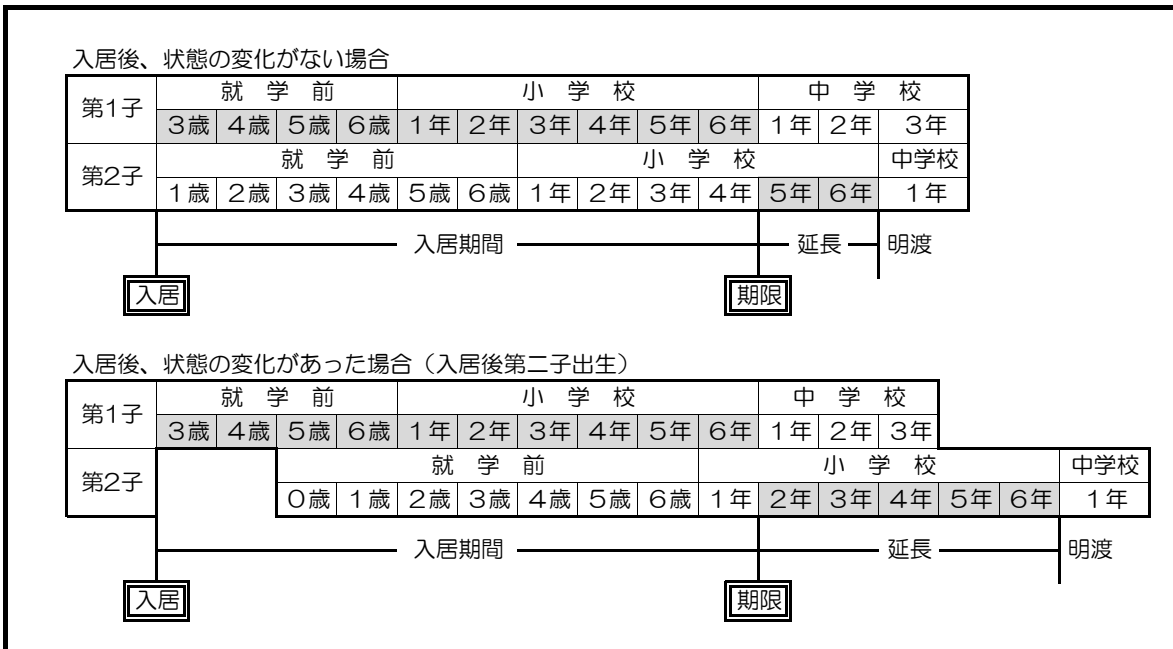 入居後、状態の変化がない場合
第1子 就学前 小学校 中学校
3歳 4歳 5歳 6歳 1年 2年 3年 4年 5年 6年 1年 2年 3年
第2子 就学前 小学校 中学校
1歳 2歳 3歳 4歳 5歳 6歳 1年 2年 3年 4年 5年 6年 1年
入居期間 延長 明渡
入居 期限
入居後、状態の変化があった場合（入居後第二子出生）
第1子 就学前 小学校 中学校
3歳 4歳 5歳 6歳 1年 2年 3年 4年 5年 6年 1年 2年 3年
第2子 就学前 小学校 中学校
0歳 1歳 2歳 3歳 4歳 5歳 6歳 1年 2年 3年 4年 5年 6年 1年
入居期間 延長 明渡
入居 期限